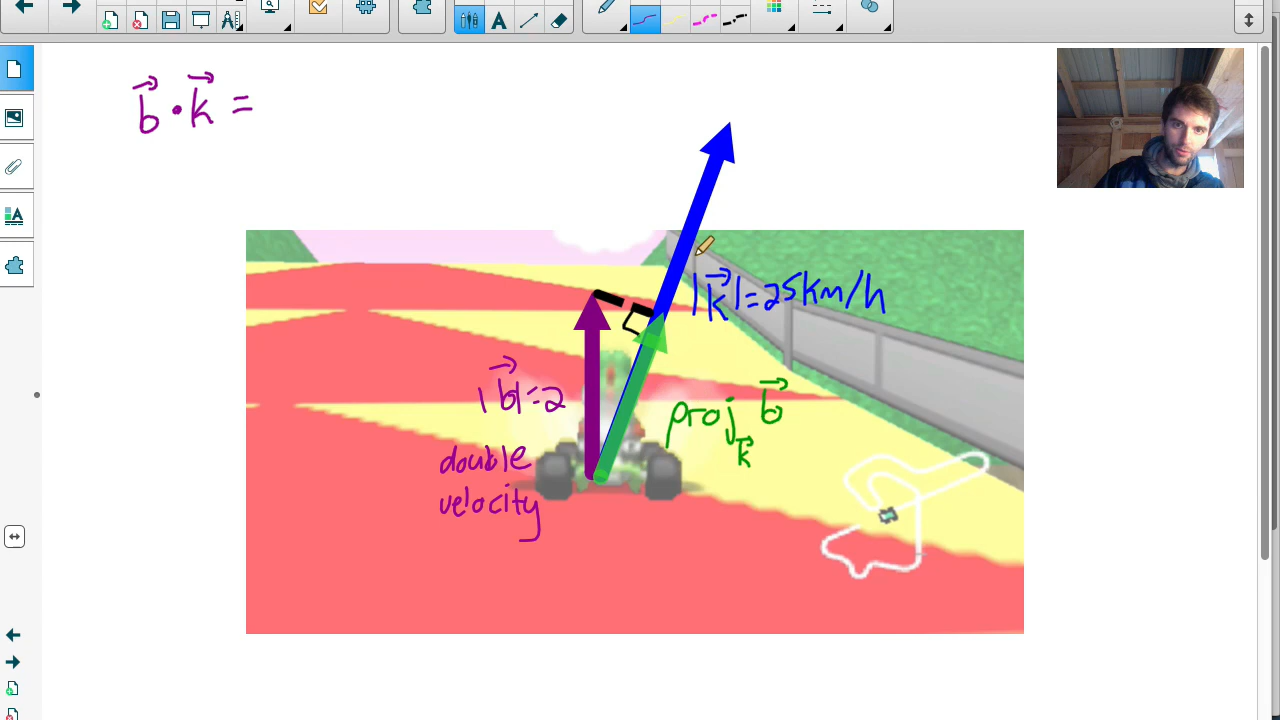 b⃗ • k⃗ =
|k⃗| = 25km/h
|b⃗| = 2
proj_k⃗ b⃗
double
velocity